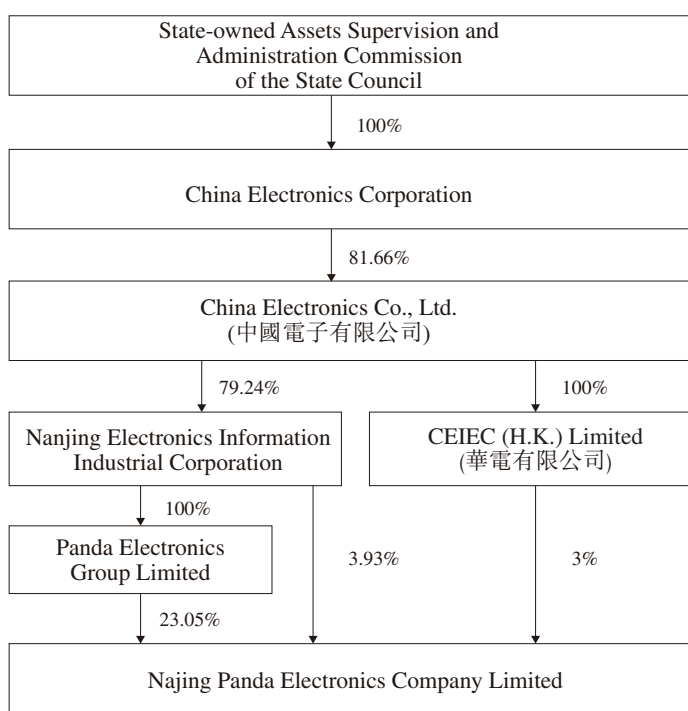 State-owned Assets Supervision and
Administration Commission
of the State Council
100%
China Electronics Corporation
81.66%
China Electronics Co., Ltd.
(中國電子有限公司)
79.24%
100%
Nanjing Electronics Information
Industrial Corporation
CEIEC (H.K.) Limited
(華電有限公司)
100%
Panda Electronics
Group Limited
3.93%
3%
23.05%
Najing Panda Electronics Company Limited